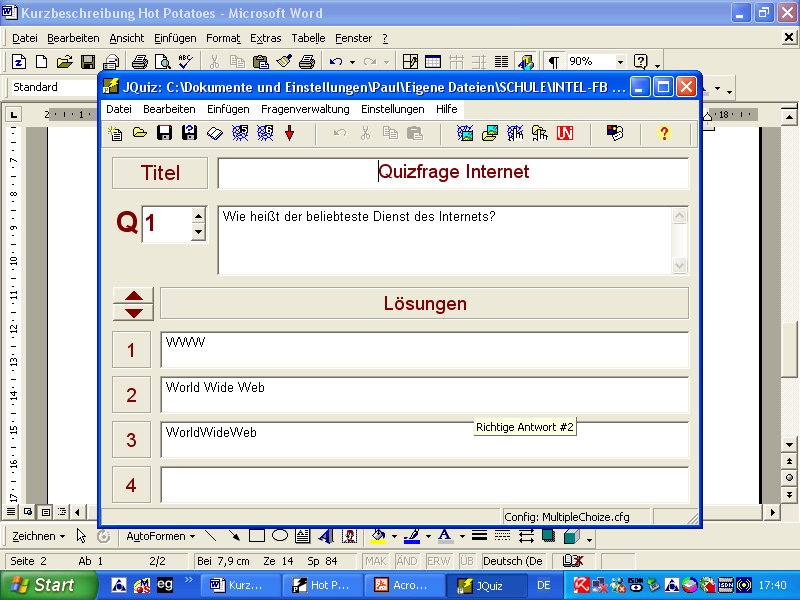 Kurzbeschreibung Hot Potatoes - Microsoft Word
Datei Bearbeiten Ansicht Einfügen Format Extras Tabelle Fenster ?
90%
Standard
JQuiz: C:\Dokumente und Einstellungen\Paul\Eigene Dateien\SCHULE\INTEL-FB ...
Datei Bearbeiten Einfügen Fragenverwaltung Einstellungen Hilfe
Titel
Quizfrage Internet
Q 1
Wie heißt der beliebteste Dienst des Internets?
Lösungen
1 WWW
2 World Wide Web
Richtige Antwort #2
3 WorldWideWeb
4
Config: MultipleChoize.cfg
Zeichnen AutoFormen
Seite 2 Ab 1 2/2 Bei 7,9 cm Ze 14 Sp 84 MAK ÄND ERW ÜB Deutsch (De
Start eg Kurz... Hot P... Acro... JQuiz DE 17:40